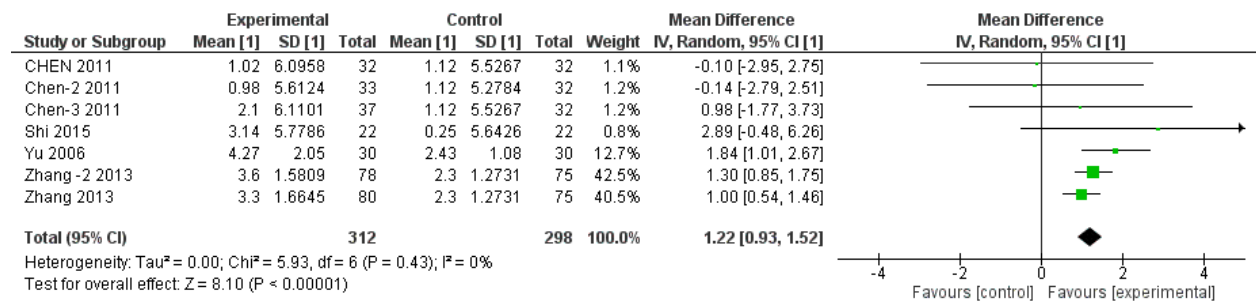 Experimental Control Mean Difference Mean Difference
Study or Subgroup Mean [1] SD [1] Total Mean [1] SD [1] Total Weight IV, Random, 95% CI [1] IV, Random, 95% CI [1]
CHEN 2011 1.02 6.0958 32 1.12 5.5267 32 1.1% -0.10 [-2.95, 2.75]
Chen-2 2011 0.98 5.6124 33 1.12 5.2784 32 1.2% -0.14 [-2.79, 2.51]
Chen-3 2011 2.1 6.1101 37 1.12 5.5267 32 1.2% 0.98 [-1.77, 3.73]
Shi 2015 3.14 5.7786 22 0.25 5.6426 22 0.8% 2.89 [-0.48, 6.26]
Yu 2006 4.27 2.05 30 2.43 1.08 30 12.7% 1.84 [1.01, 2.67]
Zhang -2 2013 3.6 1.5809 78 2.3 1.2731 75 42.5% 1.30 [0.85, 1.75]
Zhang 2013 3.3 1.6645 80 2.3 1.2731 75 40.5% 1.00 [0.54, 1.46]
Total (95% CI) 312 298 100.0% 1.22 [0.93, 1.52]
Heterogeneity: Tau² = 0.00; Chi² = 5.93, df = 6 (P = 0.43); I² = 0%
Test for overall effect: Z = 8.10 (P < 0.00001)
-4 -2 0 2 4
Favours [control] Favours [experimental]